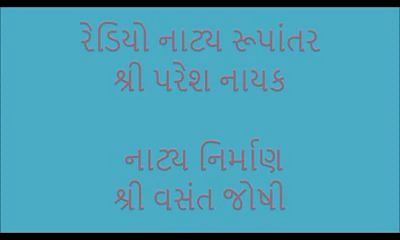 રેડિયો નાટ્ય રૂપાંતર
શ્રી પરેશ નાયક
નાટ્ય નિર્માણ
શ્રી વસંત જોષી